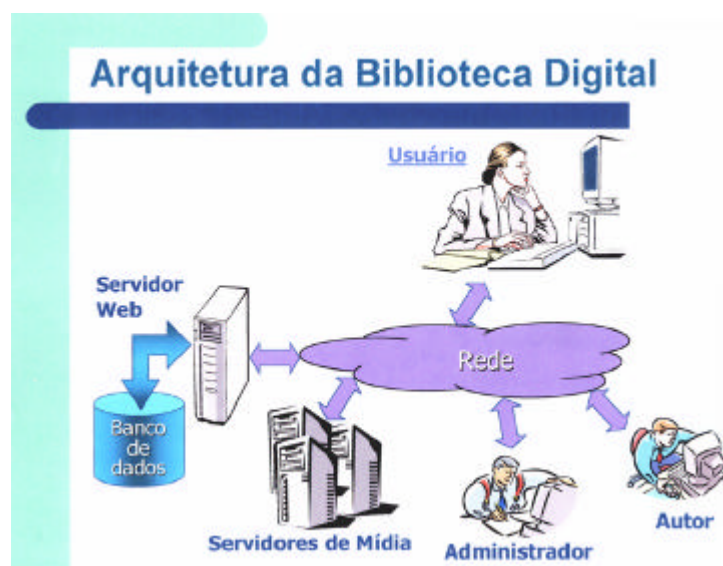 Arquitetura da Biblioteca Digital
Usuário
Servidor
Web
Rede
Banco
de
dados
Servidores de Mídia
Administrador
Autor